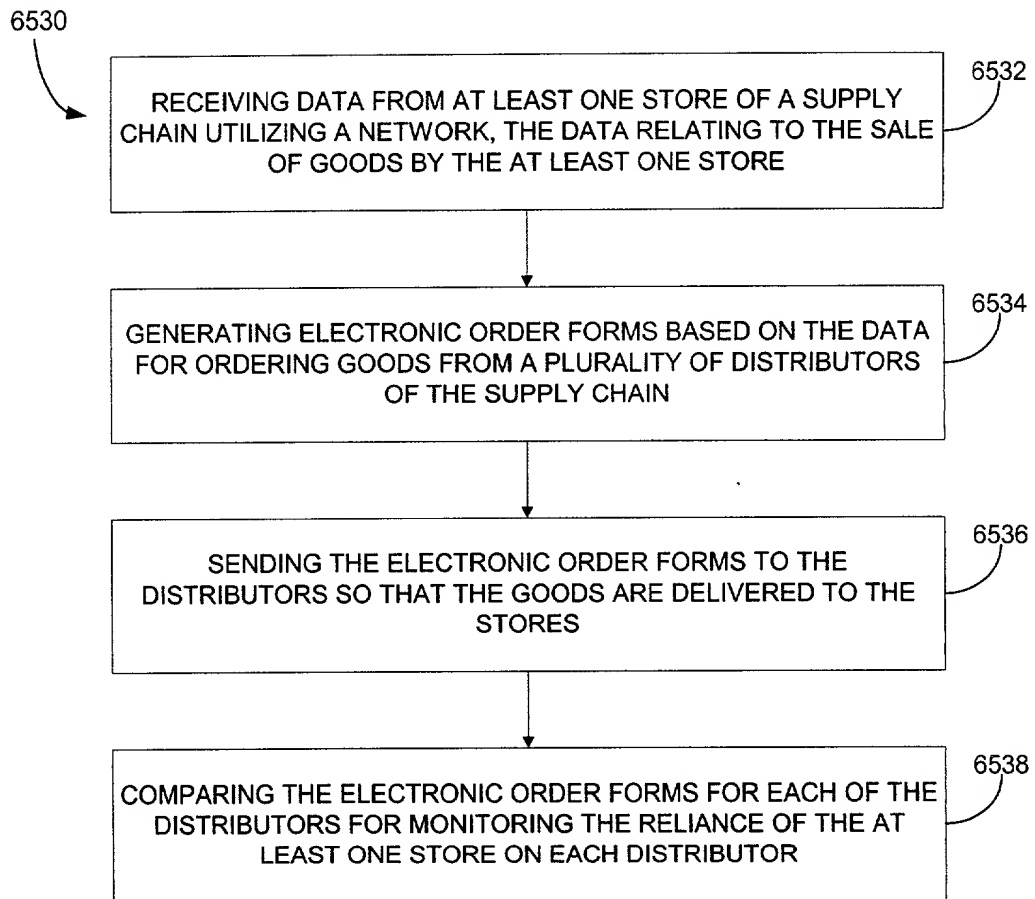 6530
RECEIVING DATA FROM AT LEAST ONE STORE OF A SUPPLY
CHAIN UTILIZING A NETWORK, THE DATA RELATING TO THE SALE
OF GOODS BY THE AT LEAST ONE STORE
6532
GENERATING ELECTRONIC ORDER FORMS BASED ON THE DATA
FOR ORDERING GOODS FROM A PLURALITY OF DISTRIBUTORS
OF THE SUPPLY CHAIN
6534
SENDING THE ELECTRONIC ORDER FORMS TO THE
DISTRIBUTORS SO THAT THE GOODS ARE DELIVERED TO THE
STORES
6536
COMPARING THE ELECTRONIC ORDER FORMS FOR EACH OF THE
DISTRIBUTORS FOR MONITORING THE RELIANCE OF THE AT
LEAST ONE STORE ON EACH DISTRIBUTOR
6538